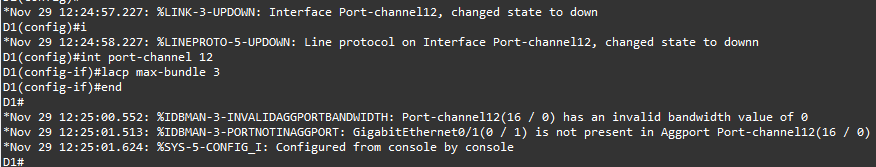 *Nov 29 12:24:57.227: %LINK-3-UPDOWN: Interface Port-channel12, changed state to down
D1(config)#i
*Nov 29 12:24:58.227: %LINEPROTO-5-UPDOWN: Line protocol on Interface Port-channel12, changed state to downn
D1(config)#int port-channel 12
D1(config-if)#lacp max-bundle 3
D1(config-if)#end
D1#
*Nov 29 12:25:00.552: %IDBMAN-3-INVALIDAGGPORTBANDWIDTH: Port-channel12(16 / 0) has an invalid bandwidth value of 0
*Nov 29 12:25:01.513: %IDBMAN-3-PORTNOTINAGGPORT: GigabitEthernet0/1(0 / 1) is not present in Aggport Port-channel12(16 / 0)
*Nov 29 12:25:01.624: %SYS-5-CONFIG_I: Configured from console by console
D1#